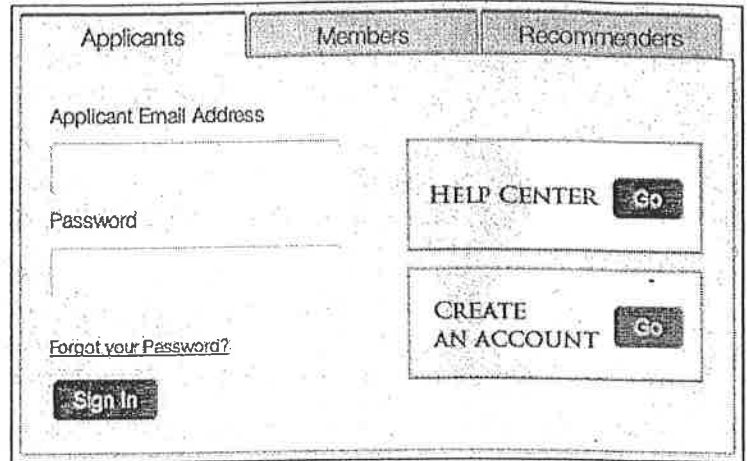 Applicants
Members
Recommenders
Applicant Email Address
Password
Forgot your Password?
Sign In
HELP CENTER
Go
CREATE
AN ACCOUNT
Go